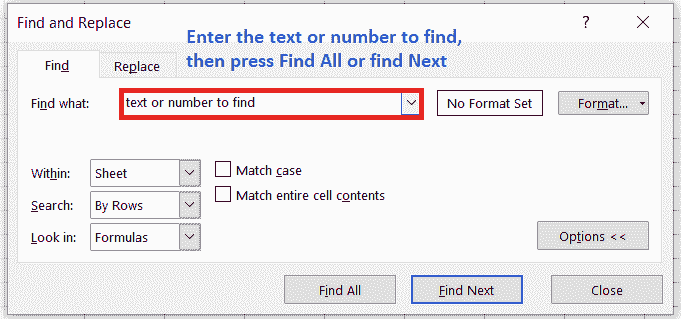 Find and Replace
?
Enter the text or number to find,
then press Find All or find Next
Find
Replace
Find what:
text or number to find
No Format Set
Format...
Within:
Sheet
Match case
Match entire cell contents
Search:
By Rows
Look in:
Formulas
Options <<
Find All
Find Next
Close